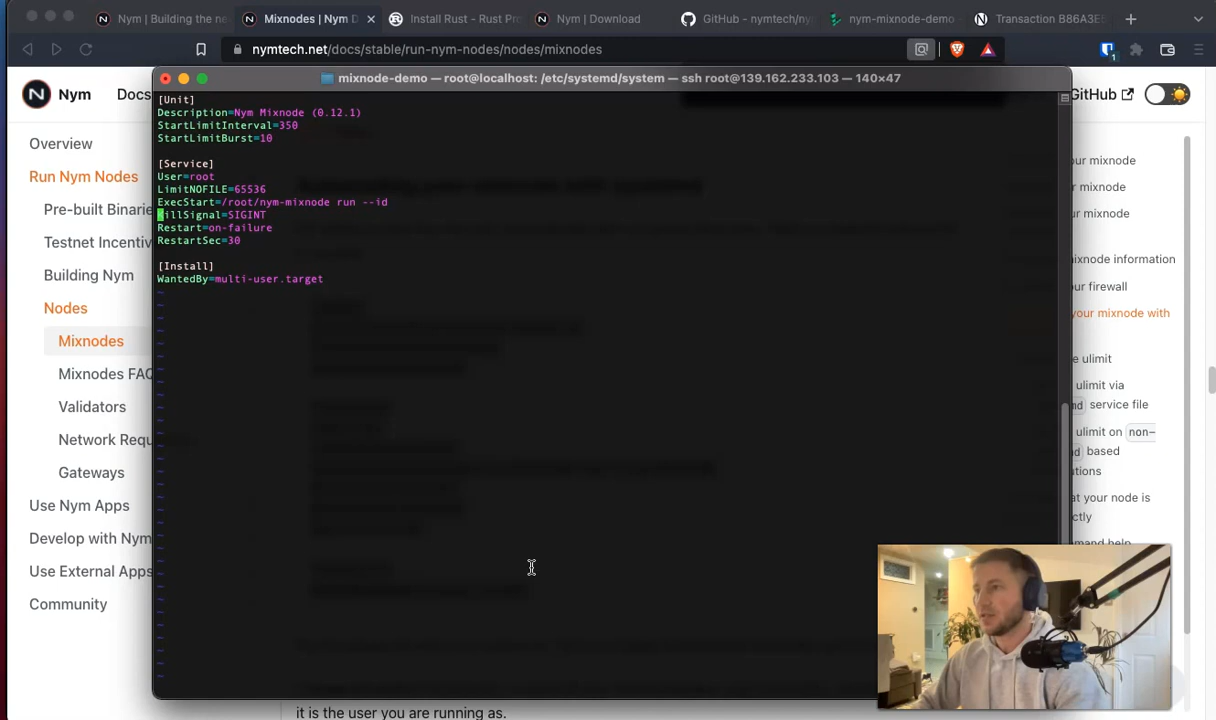 Nym | Building the ne
Mixnodes | Nym D
Install Rust - Rust Pr
Nym | Download
GitHub - nymtech/ny
nym-mixnode-demo
Transaction B86A3E
nymtech.net/docs/stable/run-nym-nodes/nodes/mixnodes
Nym
Docs
GitHub
mixnode-demo — root@localhost: /etc/systemd/system — ssh root@139.162.233.103 — 140×47
[Unit]
Description=Nym Mixnode (0.12.1)
StartLimitInterval=350
StartLimitBurst=10
[Service]
User=root
LimitNOFILE=65536
ExecStart=/root/nym-mixnode run --id
KillSignal=SIGINT
Restart=on-failure
RestartSec=30
[Install]
WantedBy=multi-user.target
Overview
Run Nym Nodes
Pre-built Binarie
Testnet Incentiv
Building Nym
Nodes
Mixnodes
Mixnodes FAQ
Validators
Network Requ
Gateways
Use Nym Apps
Develop with Nym
Use External Apps
Community
our mixnode
ur mixnode
ur mixnode
ixnode information
ur firewall
your mixnode with
e ulimit
ulimit via
md service file
ulimit on non-
md based
utions
at your node is
ctly
mmand help
it is the user you are running as.